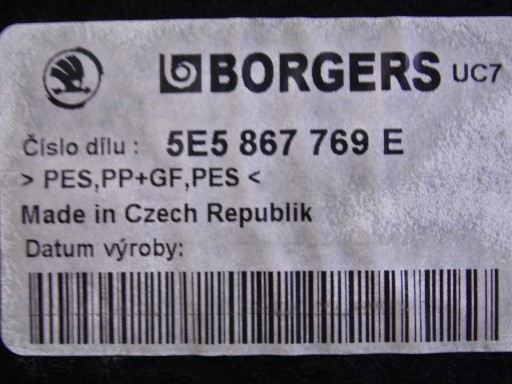 BORGERS UC7
Číslo dílu : 5E5 867 769 E
> PES,PP+GF,PES <
Made in Czech Republik
Datum výroby: